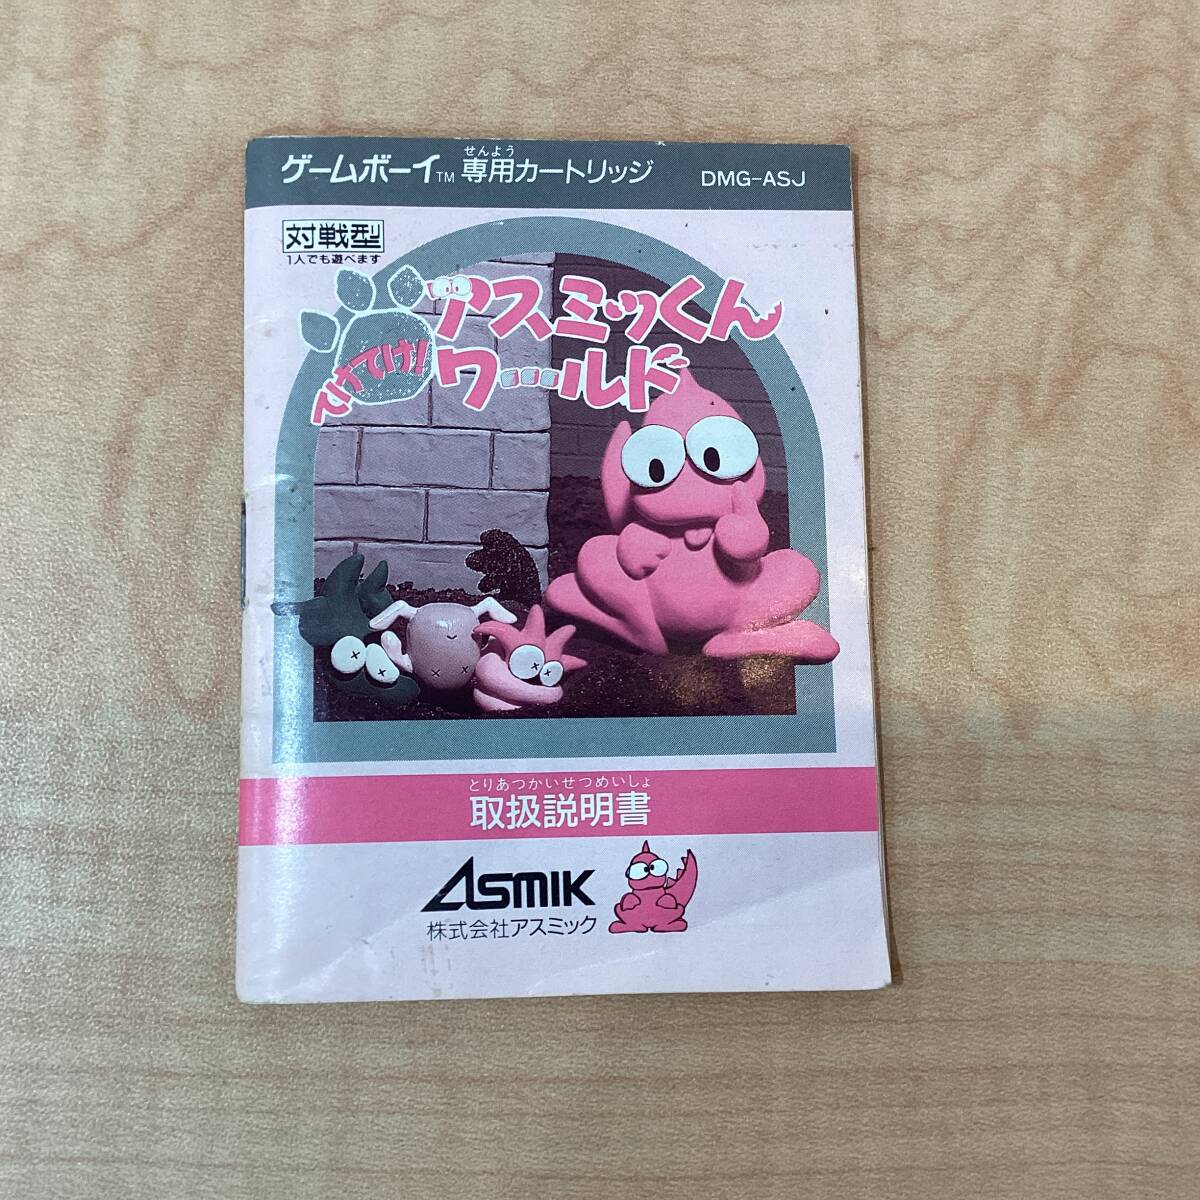 せんよう
ゲームボーイTM専用カートリッジ DMG-ASJ
対戦型
1人でも遊べます
アスミッくん
てけてけ!
ワールド
とりあつかいせつめいしょ
取扱説明書
ASMIK
株式会社アスミック